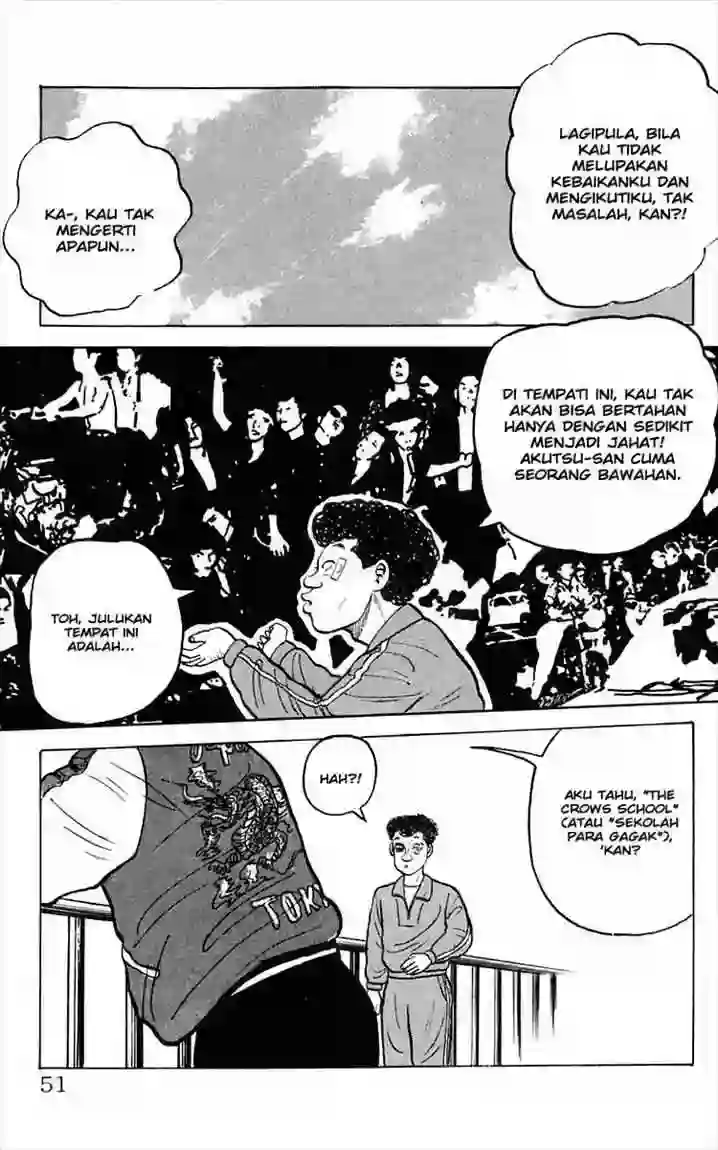 LAGIPULA, BILA
KAU TIDAK
MELUPAKAN
KEBAIKANKU DAN
MENGIKUTIKU, TAK
MASALAH, KAN?!
KA-, KAU TAK
MENGERTI
APAPUN...
DI TEMPATI INI, KAU TAK
AKAN BISA BERTAHAN
HANYA DENGAN SEDIKIT
MENJADI JAHAT!
AKUTSU-SAN CUMA
SEORANG BAWAHAN.
TOH, JULUKAN
TEMPAT INI
ADALAH...
AKU TAHU, "THE
CROWS SCHOOL"
(ATAU "SEKOLAH
PARA GAGAK"),
'KAN?
HAH?!
TOK
51